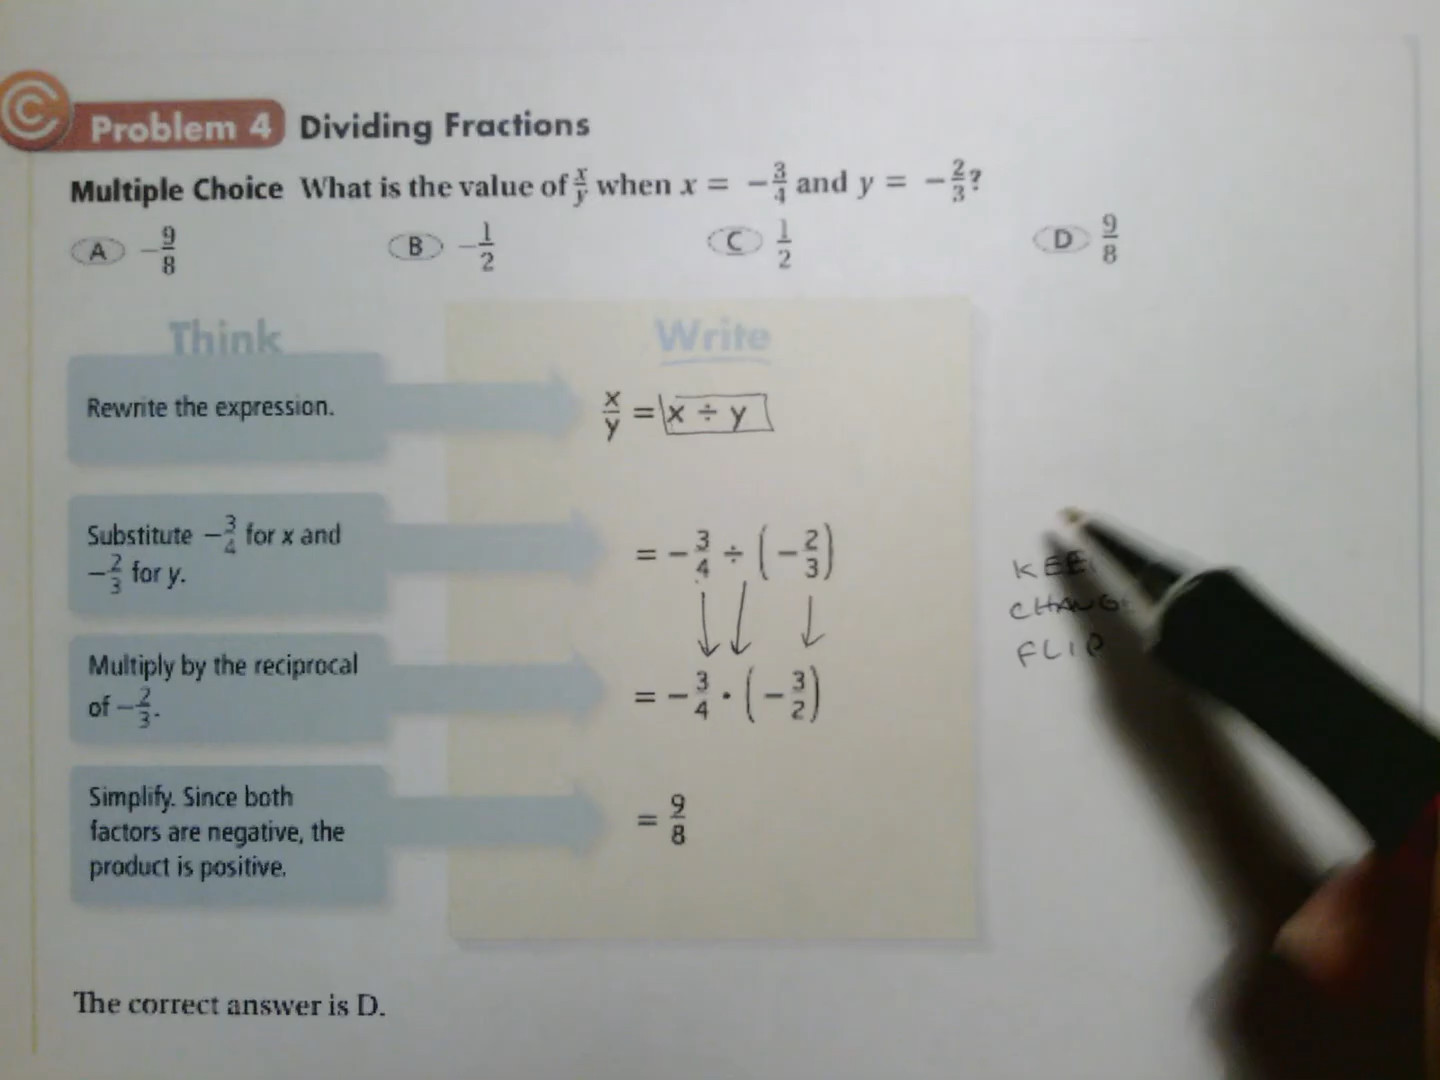 C
Problem 4 Dividing Fractions
Multiple Choice What is the value of x/y when x = −3/4 and y = −2/3?
A −9/8 B −1/2 C 1/2 D 9/8
Think
Write
Rewrite the expression.
x/y = x ÷ y
Substitute −3/4 for x and
−2/3 for y.
= −3/4 ÷ (−2/3)
KEE
CHANG
FLIP
Multiply by the reciprocal
of −2/3.
= −3/4 · (−3/2)
Simplify. Since both
factors are negative, the
product is positive.
= 9/8
The correct answer is D.